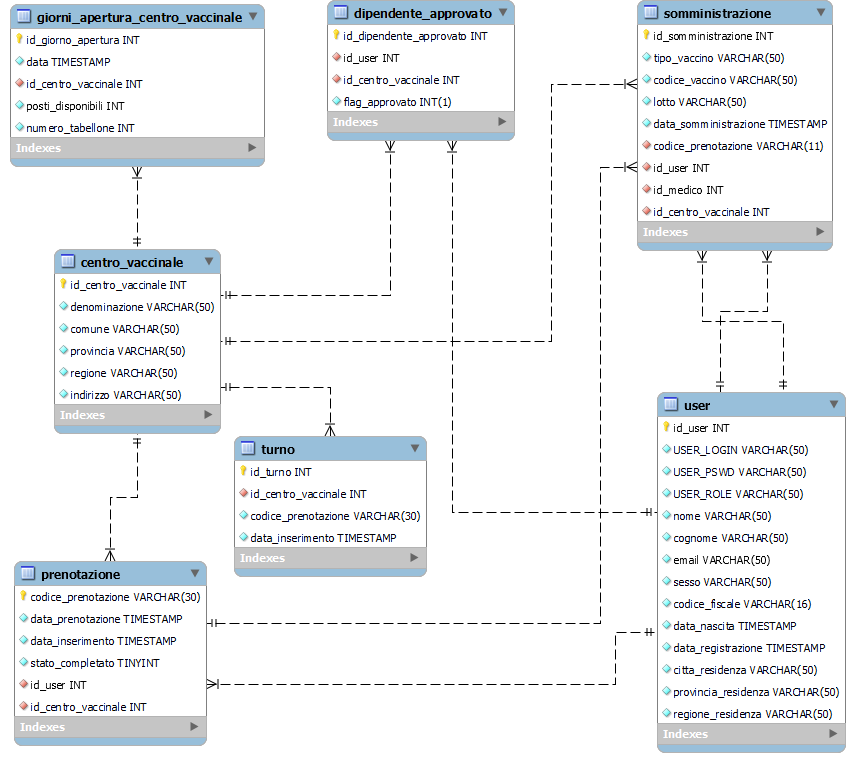 giorni_apertura_centro_vaccinale
id_giorno_apertura INT
data TIMESTAMP
id_centro_vaccinale INT
posti_disponibili INT
numero_tabellone INT
Indexes
dipendente_approvato
id_dipendente_approvato INT
id_user INT
id_centro_vaccinale INT
flag_approvato INT(1)
Indexes
somministrazione
id_somministrazione INT
tipo_vaccino VARCHAR(50)
codice_vaccino VARCHAR(50)
lotto VARCHAR(50)
data_somministrazione TIMESTAMP
codice_prenotazione VARCHAR(11)
id_user INT
id_medico INT
id_centro_vaccinale INT
Indexes
centro_vaccinale
id_centro_vaccinale INT
denominazione VARCHAR(50)
comune VARCHAR(50)
provincia VARCHAR(50)
regione VARCHAR(50)
indirizzo VARCHAR(50)
Indexes
turno
id_turno INT
id_centro_vaccinale INT
codice_prenotazione VARCHAR(30)
data_inserimento TIMESTAMP
Indexes
user
id_user INT
USER_LOGIN VARCHAR(50)
USER_PSWD VARCHAR(50)
USER_ROLE VARCHAR(50)
nome VARCHAR(50)
cognome VARCHAR(50)
email VARCHAR(50)
sesso VARCHAR(50)
codice_fiscale VARCHAR(16)
data_nascita TIMESTAMP
data_registrazione TIMESTAMP
citta_residenza VARCHAR(50)
provincia_residenza VARCHAR(50)
regione_residenza VARCHAR(50)
Indexes
prenotazione
codice_prenotazione VARCHAR(30)
data_prenotazione TIMESTAMP
data_inserimento TIMESTAMP
stato_completato TINYINT
id_user INT
id_centro_vaccinale INT
Indexes